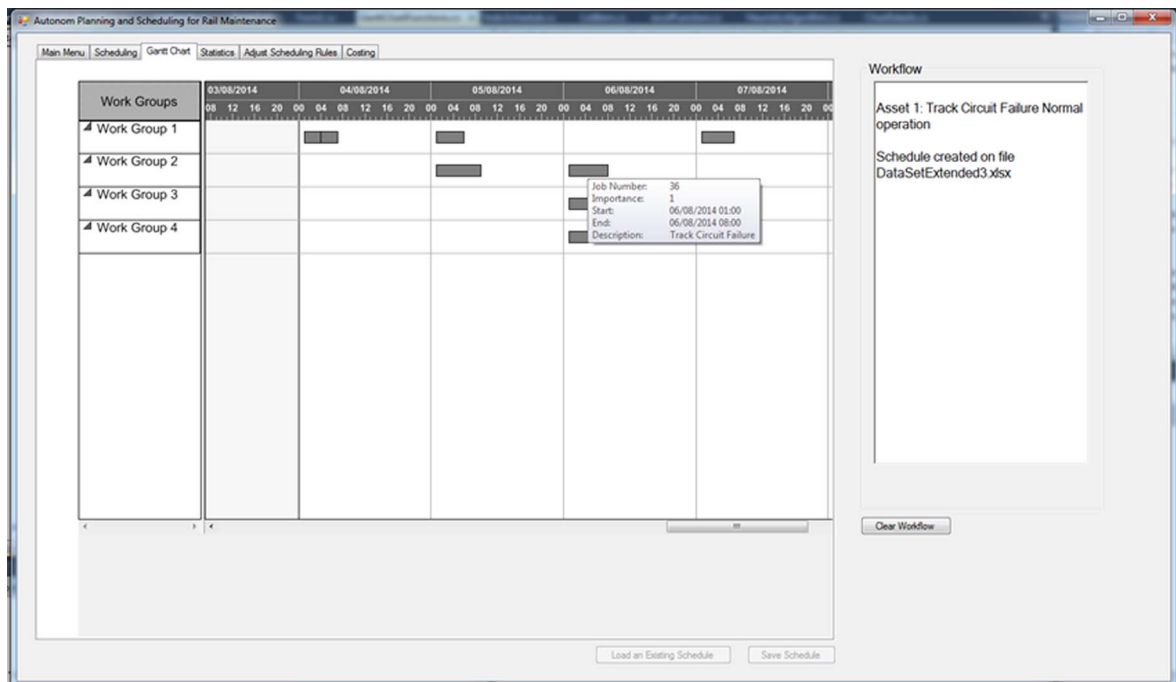 Autonom Planning and Scheduling for Rail Maintenance
Main Menu Scheduling Gantt Chart Statistics Adjust Scheduling Rules Costing
Work Groups
03/08/2014 04/08/2014 05/08/2014 06/08/2014 07/08/2014
08 12 16 20 00 04 08 12 16 20 00 04 08 12 16 20 00 04 08 12 16 20 00 04 08 12 16 20 00
Work Group 1
Work Group 2
Work Group 3
Work Group 4
Job Number: 36
Importance: 1
Start: 06/08/2014 01:00
End: 06/08/2014 08:00
Description: Track Circuit Failure
Workflow
Asset 1: Track Circuit Failure Normal
operation
Schedule created on file
DataSetExtended3.xlsx
Clear Workflow
Load an Existing Schedule Save Schedule